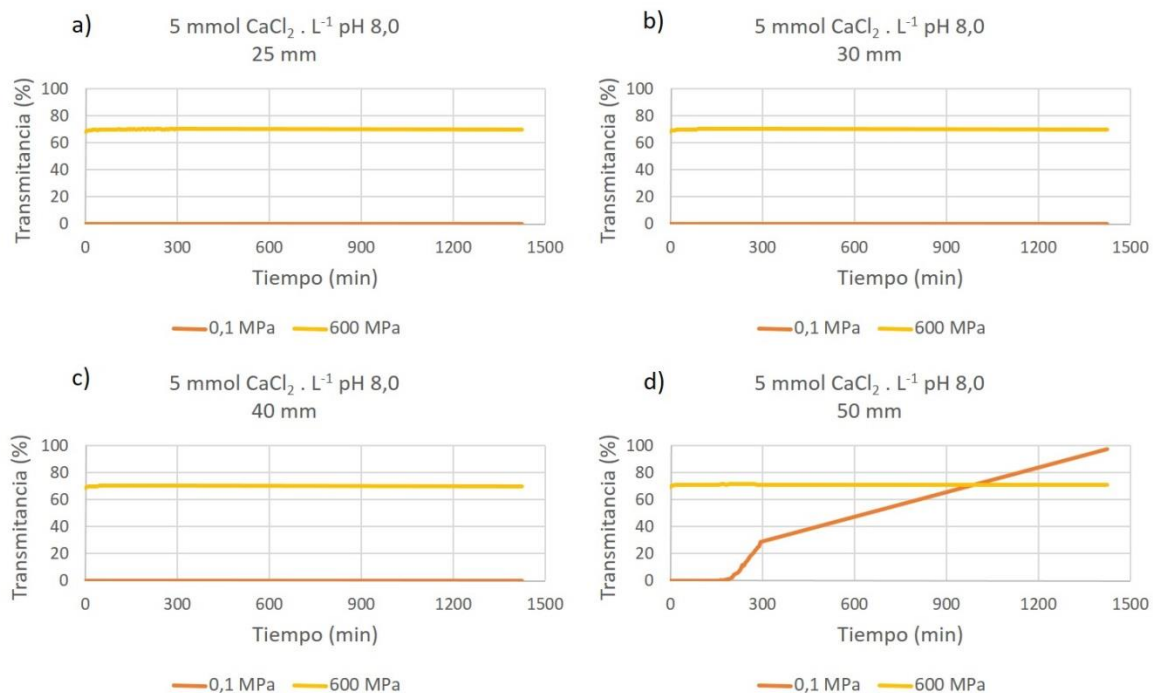 a)
5 mmol CaCl₂ . L⁻¹ pH 8,0
25 mm
Transmitancia (%)
100
80
60
40
20
0
0 300 600 900 1200 1500
Tiempo (min)
0,1 MPa 600 MPa
b)
5 mmol CaCl₂ . L⁻¹ pH 8,0
30 mm
Transmitancia (%)
100
80
60
40
20
0
0 300 600 900 1200 1500
Tiempo (min)
0,1 MPa 600 MPa
c)
5 mmol CaCl₂ . L⁻¹ pH 8,0
40 mm
Transmitancia (%)
100
80
60
40
20
0
0 300 600 900 1200 1500
Tiempo (min)
0,1 MPa 600 MPa
d)
5 mmol CaCl₂ . L⁻¹ pH 8,0
50 mm
Transmitancia (%)
100
80
60
40
20
0
0 300 600 900 1200 1500
Tiempo (min)
0,1 MPa 600 MPa